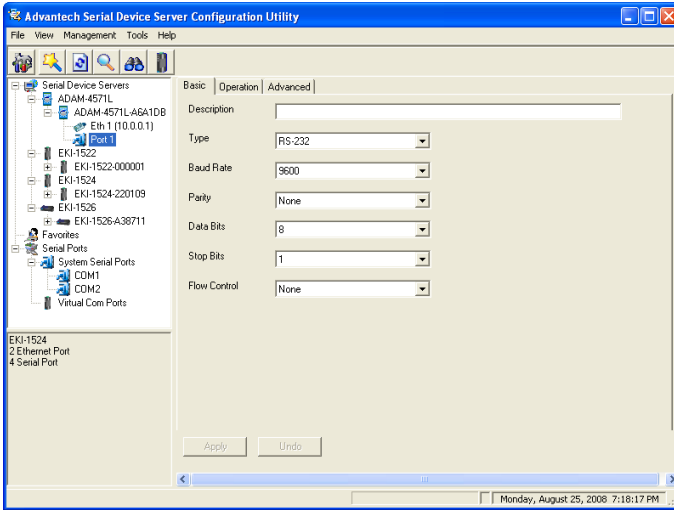 Advantech Serial Device Server Configuration Utility
File View Management Tools Help
Serial Device Servers
ADAM-4571L
ADAM-4571L-A6A1DB
Eth 1 (10.0.0.1)
Port 1
EKI-1522
EKI-1522-000001
EKI-1524
EKI-1524-220109
EKI-1526
EKI-1526-A38711
Favorites
Serial Ports
System Serial Ports
COM1
COM2
Virtual Com Ports
EKI-1524
2 Ethernet Port
4 Serial Port
Basic Operation Advanced
Description
Type RS-232
Baud Rate 9600
Parity None
Data Bits 8
Stop Bits 1
Flow Control None
Apply Undo
Monday, August 25, 2008 7:18:17 PM